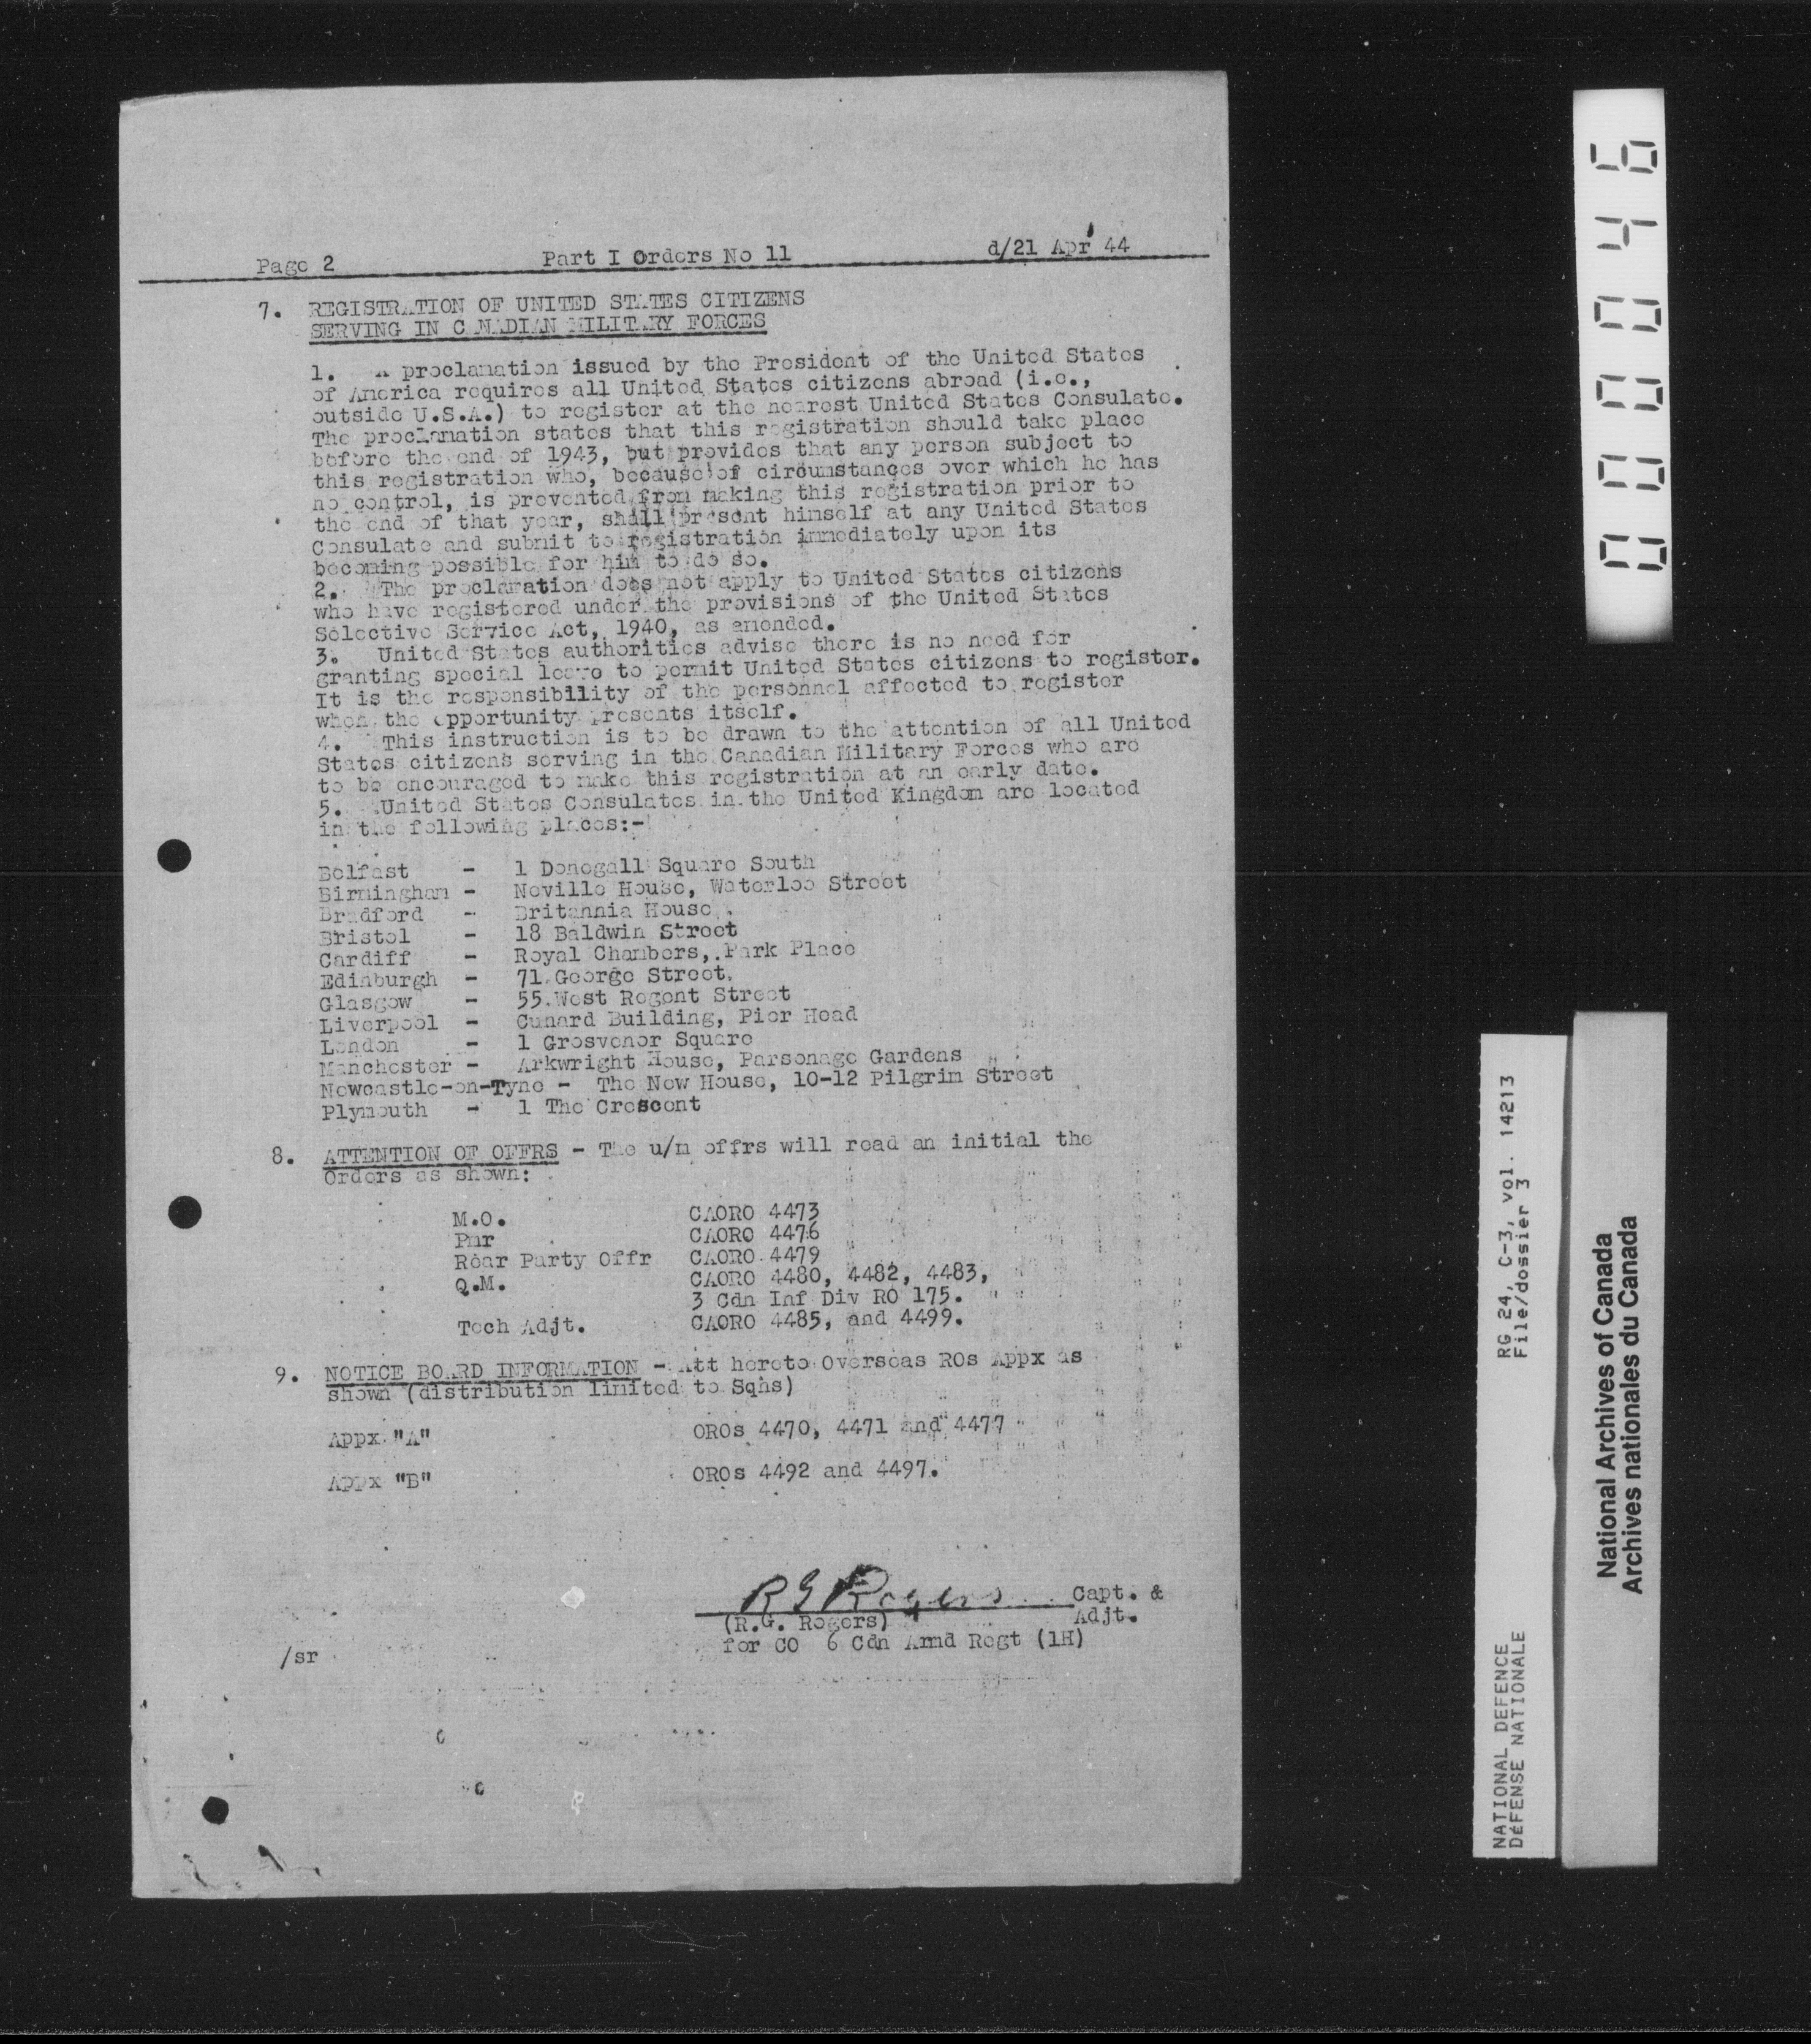 Page 2 Part I Orders No 11 d/21 Apr 44
7. REGISTRATION OF UNITED STATES CITIZENS
SERVING IN CANADIAN MILITARY FORCES
1. A proclamation issued by the President of the United States
of America requires all United States citizens abroad (i.e.,
outside U.S.A.) to register at the nearest United States Consulate.
The proclamation states that this registration should take place
before the end of 1943, but provides that any person subject to
this registration who, because of circumstances over which he has
no control, is prevented from making this registration prior to
the end of that year, shall present himself at any United States
Consulate and submit to registration immediately upon its
becoming possible for him to do so.
2. The proclamation does not apply to United States citizens
who have registered under the provisions of the United States
Selective Service Act, 1940, as amended.
3. United States authorities advise there is no need for
granting special leave to permit United States citizens to register.
It is the responsibility of the personnel affected to register
when the opportunity presents itself.
4. This instruction is to be drawn to the attention of all United
States citizens serving in the Canadian Military Forces who are
to be encouraged to make this registration at an early date.
5. United States Consulates in the United Kingdom are located
in the following places:-
Belfast - 1 Donegall Square South
Birmingham - Neville House, Waterloo Street
Bradford - Britannia House.
Bristol - 18 Baldwin Street
Cardiff - Royal Chambers, Park Place
Edinburgh - 71 George Street.
Glasgow - 55 West Regent Street
Liverpool - Cunard Building, Pier Head
London - 1 Grosvenor Square
Manchester - Arkwright House, Parsonage Gardens
Newcastle-on-Tyne - The New House, 10-12 Pilgrim Street
Plymouth - 1 The Crescent
8. ATTENTION OF OFFRS - The u/m offrs will read an initial the
Orders as shown:
M.O. CAORO 4473
Pmr CAORO 4476
Rear Party Offr CAORO 4479
Q.M. CAORO 4480, 4482, 4483,
3 Cdn Inf Div RO 175.
Tech Adjt. CAORO 4485, and 4499.
9. NOTICE BOARD INFORMATION - Att hereto Overseas ROs Appx as
shown (distribution limited to Sqns)
Appx "A" OROs 4470, 4471 and 4477
Appx "B" OROs 4492 and 4497.
R G Rogers Capt. &
(R.G. Rogers) Adjt.
for CO 6 Cdn Armd Regt (1H)
/sr
000046
RG 24, C-3, vol. 14213
File/dossier 3
NATIONAL DEFENCE
DÉFENSE NATIONALE
National Archives of Canada
Archives nationales du Canada